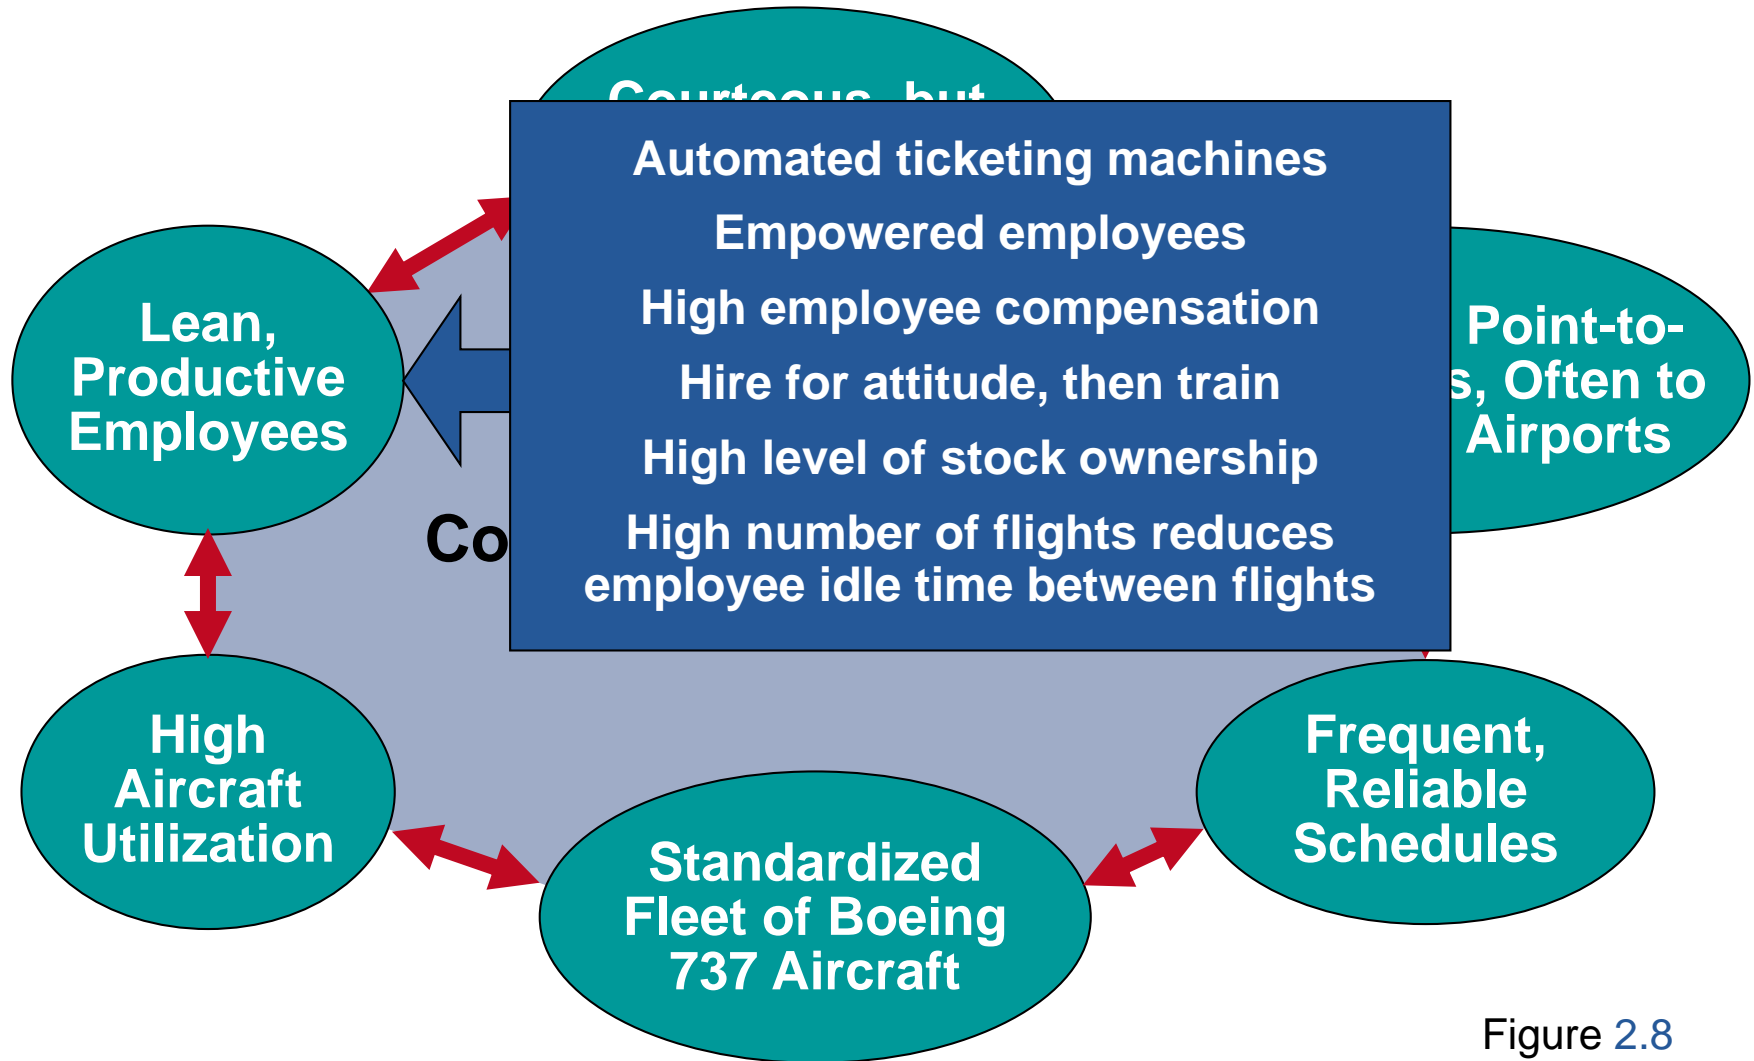 Courteous, but
Automated ticketing machines
Empowered employees
High employee compensation
Hire for attitude, then train
High level of stock ownership
High number of flights reduces
employee idle time between flights
Lean,
Productive
Employees
Point-to-
s, Often to
Airports
Co
High
Aircraft
Utilization
Standardized
Fleet of Boeing
737 Aircraft
Frequent,
Reliable
Schedules
Figure 2.8